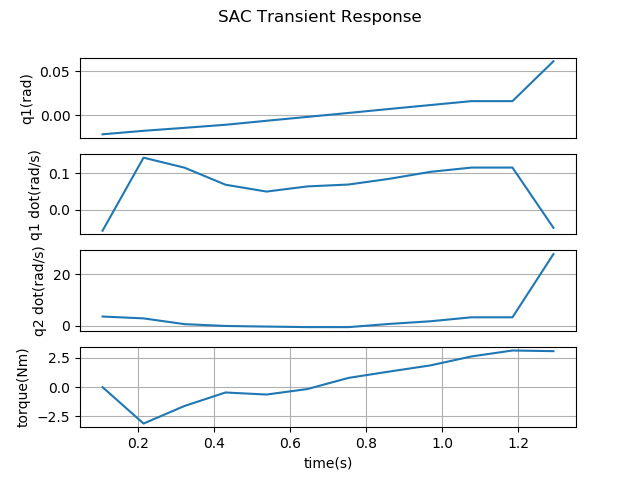 SAC Transient Response
q1(rad)
0.05
0.00
q1 dot(rad/s)
0.1
0.0
q2 dot(rad/s)
20
0
torque(Nm)
2.5
0.0
−2.5
0.2 0.4 0.6 0.8 1.0 1.2
time(s)